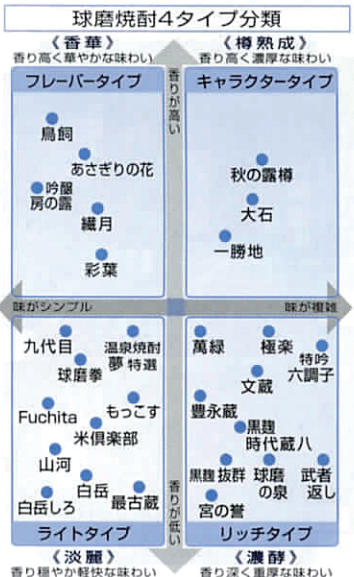 球磨焼酎4タイプ分類
《香華》
香り高く華やかな味わい
フレーバータイプ
《樽熟成》
香り高く濃厚な味わい
キャラクタータイプ
香りが高い
鳥飼
あさぎりの花
吟醸
房の露
繊月
彩葉
秋の露樽
大石
一勝地
味がシンプル
味が複雑
九代目
温泉焼酎
夢 特選
球磨拳
Fuchita
もっこす
米倶楽部
山河
白岳
白岳しろ
最古蔵
萬緑
極楽
特吟
六調子
文蔵
豊永蔵
黒麹
時代蔵八
黒麹 抜群
球磨
の泉
武者
返し
宮の誉
香りが低い
ライトタイプ
《淡麗》
香り穏やか軽快な味わい
リッチタイプ
《濃酵》
香り深く重厚な味わい